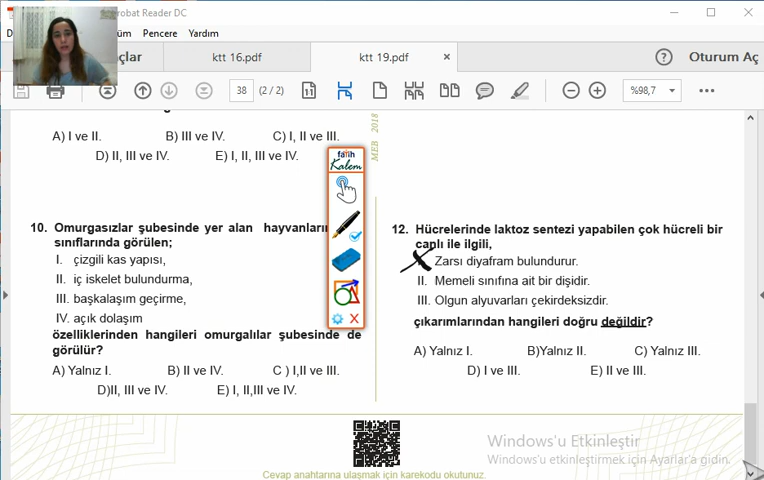 robat Reader DC
üm Pencere Yardım
çlar ktt 16.pdf ktt 19.pdf × Oturum Aç
38 (2 / 2) %98,7
A) I ve II. B) III ve IV. C) I, II ve III.
D) II, III ve IV. E) I, II, III ve IV.
MEB 2018
fatih
Kalem
10. Omurgasızlar şubesinde yer alan hayvanların
sınıflarında görülen;
I. çizgili kas yapısı,
II. iç iskelet bulundurma,
III. başkalaşım geçirme,
IV. açık dolaşım
özelliklerinden hangileri omurgalılar şubesinde de
görülür?
A) Yalnız I. B) II ve IV. C ) I,II ve III.
D)II, III ve IV. E) I, II,III ve IV.
12. Hücrelerinde laktoz sentezi yapabilen çok hücreli bir
canlı ile ilgili,
Zarsı diyafram bulundurur.
II. Memeli sınıfına ait bir dişidir.
III. Olgun alyuvarları çekirdeksizdir.
çıkarımlarından hangileri doğru değildir?
A) Yalnız I. B)Yalnız II. C) Yalnız III.
D) I ve III. E) II ve III.
Windows'u Etkinleştir
Windows'u etkinleştirmek için Ayarlar'a gidin.
Cevap anahtarına ulaşmak için karekodu okutunuz.